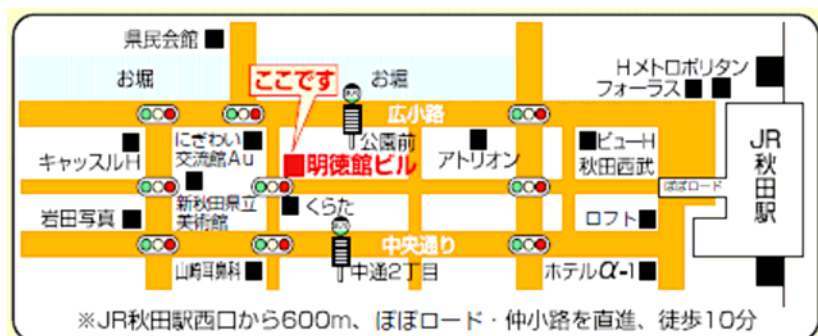 県民会館
お堀
ここです
お堀
Hメトロポリタン
フォーラス
広小路
キャッスルH
にぎわい
交流館Au
公園前
明徳館ビル
アトリオン
ビューH
秋田西武
JR秋田駅
ぽぽロード
岩田写真
新秋田県立
美術館
くらた
ロフト
中央通り
山崎耳鼻科
中通2丁目
ホテルα-1
※JR秋田駅西口から600m、ぽぽロード・仲小路を直進、徒歩10分